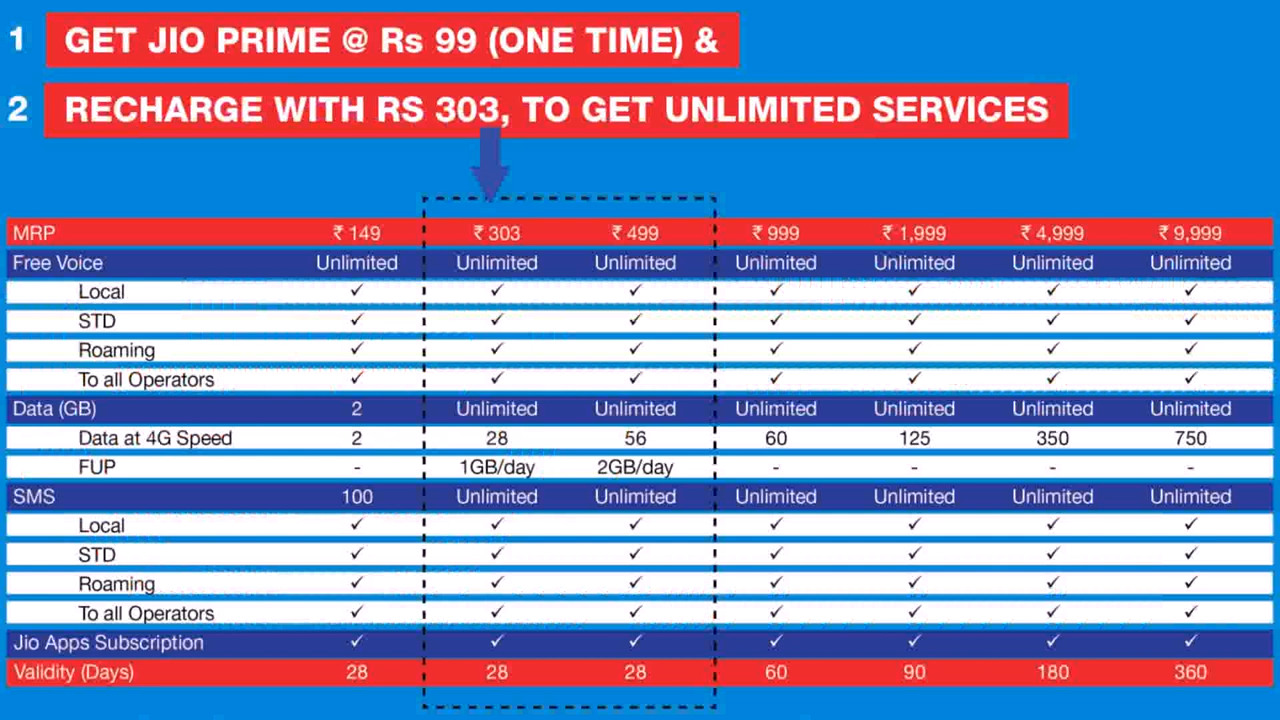 1 GET JIO PRIME @ Rs 99 (ONE TIME) &
2 RECHARGE WITH RS 303, TO GET UNLIMITED SERVICES
MRP ₹ 149 ₹ 303 ₹ 499 ₹ 999 ₹ 1,999 ₹ 4,999 ₹ 9,999
Free Voice Unlimited Unlimited Unlimited Unlimited Unlimited Unlimited Unlimited
Local ✓ ✓ ✓ ✓ ✓ ✓ ✓
STD ✓ ✓ ✓ ✓ ✓ ✓ ✓
Roaming ✓ ✓ ✓ ✓ ✓ ✓ ✓
To all Operators ✓ ✓ ✓ ✓ ✓ ✓ ✓
Data (GB) 2 Unlimited Unlimited Unlimited Unlimited Unlimited Unlimited
Data at 4G Speed 2 28 56 60 125 350 750
FUP - 1GB/day 2GB/day - - - -
SMS 100 Unlimited Unlimited Unlimited Unlimited Unlimited Unlimited
Local ✓ ✓ ✓ ✓ ✓ ✓ ✓
STD ✓ ✓ ✓ ✓ ✓ ✓ ✓
Roaming ✓ ✓ ✓ ✓ ✓ ✓ ✓
To all Operators ✓ ✓ ✓ ✓ ✓ ✓ ✓
Jio Apps Subscription ✓ ✓ ✓ ✓ ✓ ✓ ✓
Validity (Days) 28 28 28 60 90 180 360